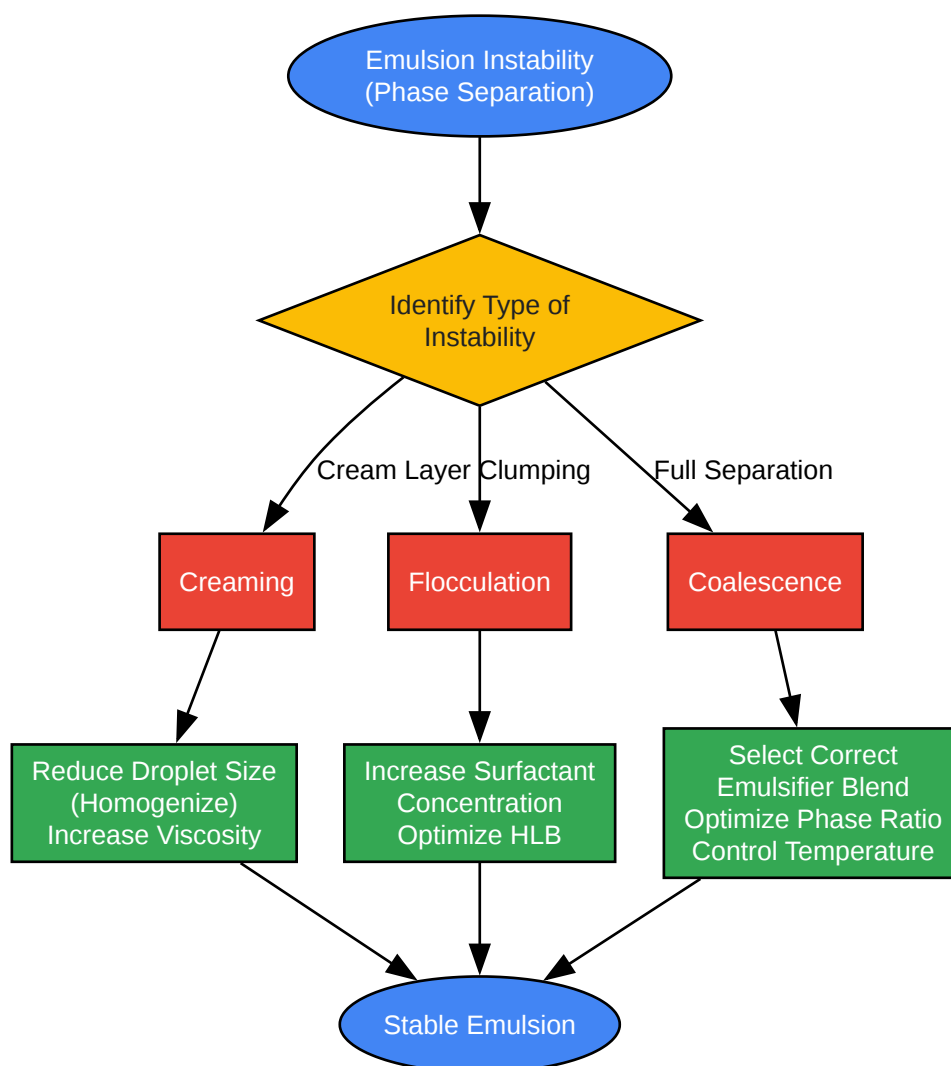 Emulsion Instability
(Phase Separation)
Identify Type of
Instability
Cream Layer
Clumping
Full Separation
Creaming
Flocculation
Coalescence
Reduce Droplet Size
(Homogenize)
Increase Viscosity
Increase Surfactant
Concentration
Optimize HLB
Select Correct
Emulsifier Blend
Optimize Phase Ratio
Control Temperature
Stable Emulsion